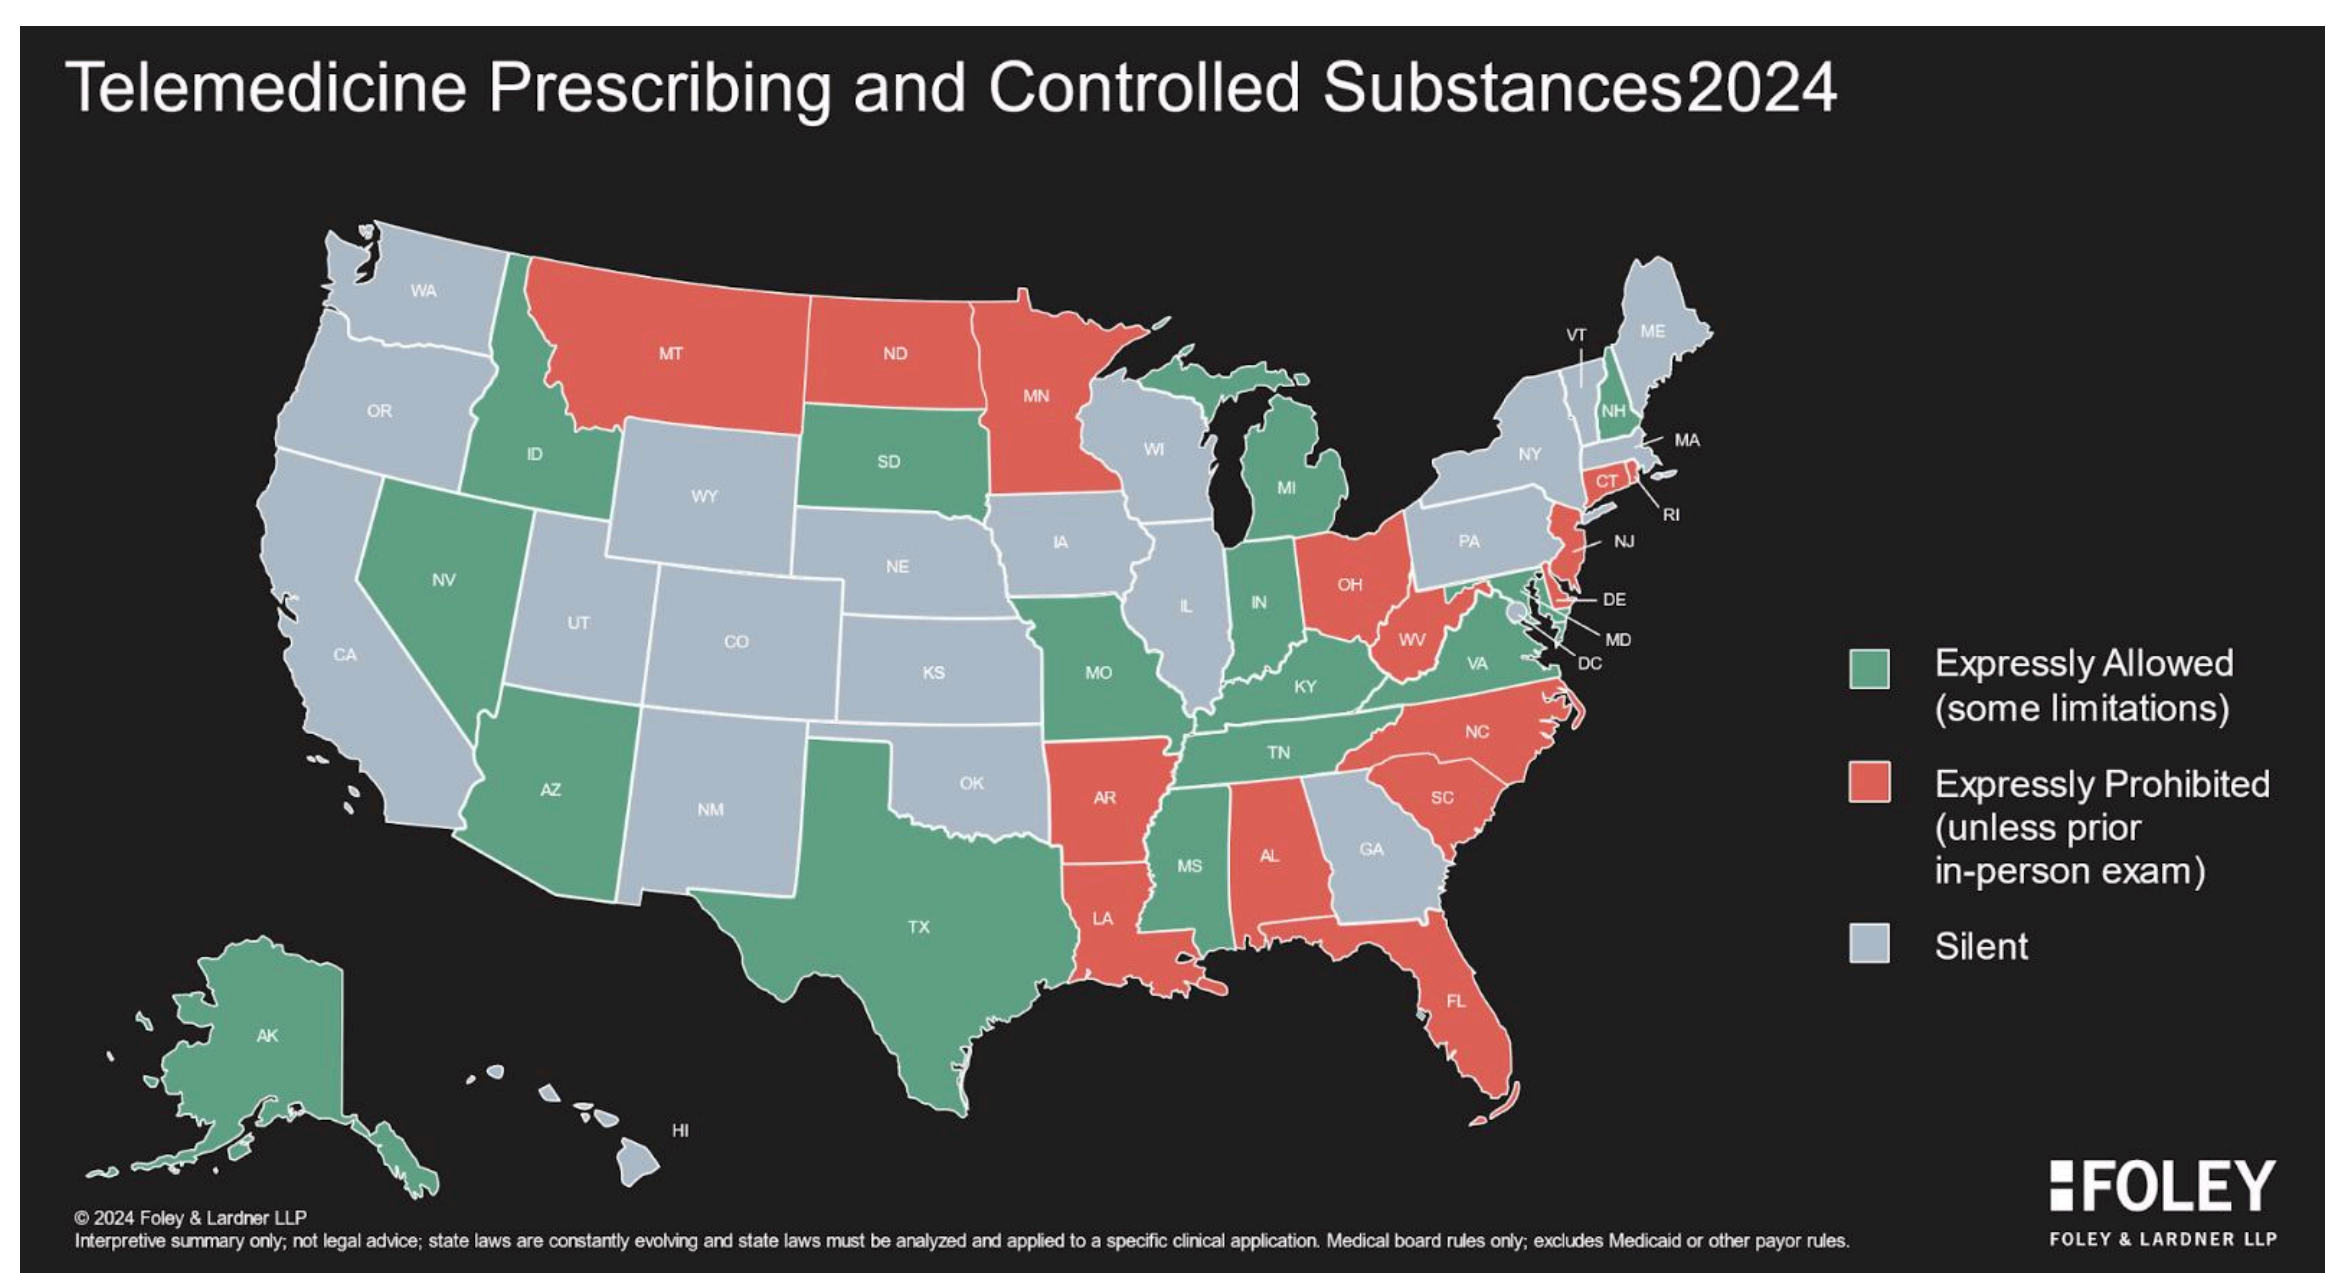 Telemedicine Prescribing and Controlled Substances2024
WA
MT
ND
MN
VT
ME
OR
ID
SD
WI
NH
MA
NY
WY
MI
CT
RI
NV
NE
IA
PA
NJ
UT
CO
IL
IN
OH
DE
CA
KS
MO
WV
MD
VA
DC
KY
AZ
NM
OK
AR
TN
NC
SC
TX
LA
MS
AL
GA
FL
AK
HI
Expressly Allowed
(some limitations)
Expressly Prohibited
(unless prior
in-person exam)
Silent
© 2024 Foley & Lardner LLP
Interpretive summary only; not legal advice; state laws are constantly evolving and state laws must be analyzed and applied to a specific clinical application. Medical board rules only; excludes Medicaid or other payor rules.
FOLEY
FOLEY & LARDNER LLP